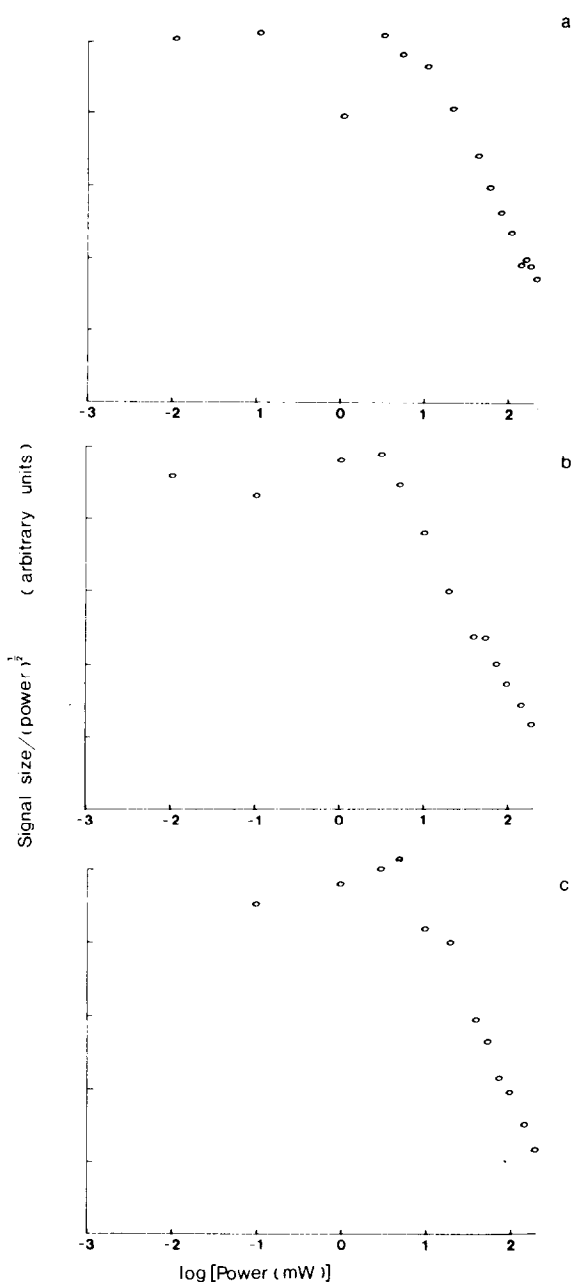 a
-3 -2 -1 0 1 2
b
-3 -2 -1 0 1 2
c
-3 -2 -1 0 1 2
Signal size/(power)½ (arbitrary units)
log [Power (mW)]